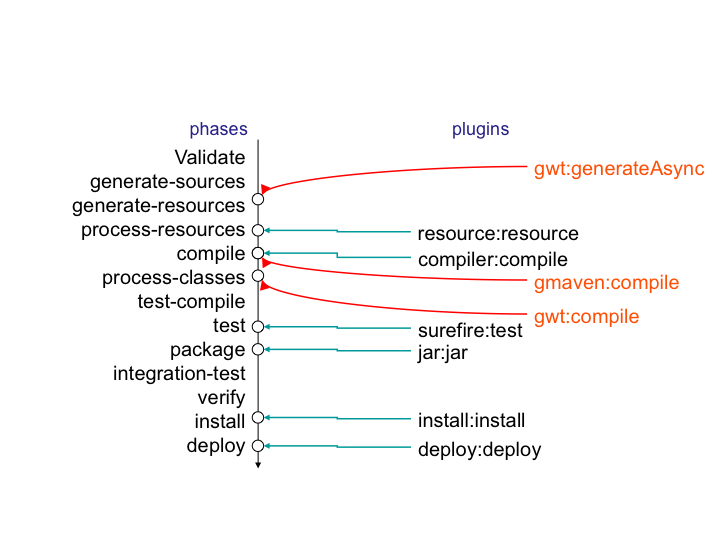 phases
plugins
Validate
generate-sources
generate-resources
process-resources
compile
process-classes
test-compile
test
package
integration-test
verify
install
deploy
gwt:generateAsync
resource:resource
compiler:compile
gmaven:compile
gwt:compile
surefire:test
jar:jar
install:install
deploy:deploy